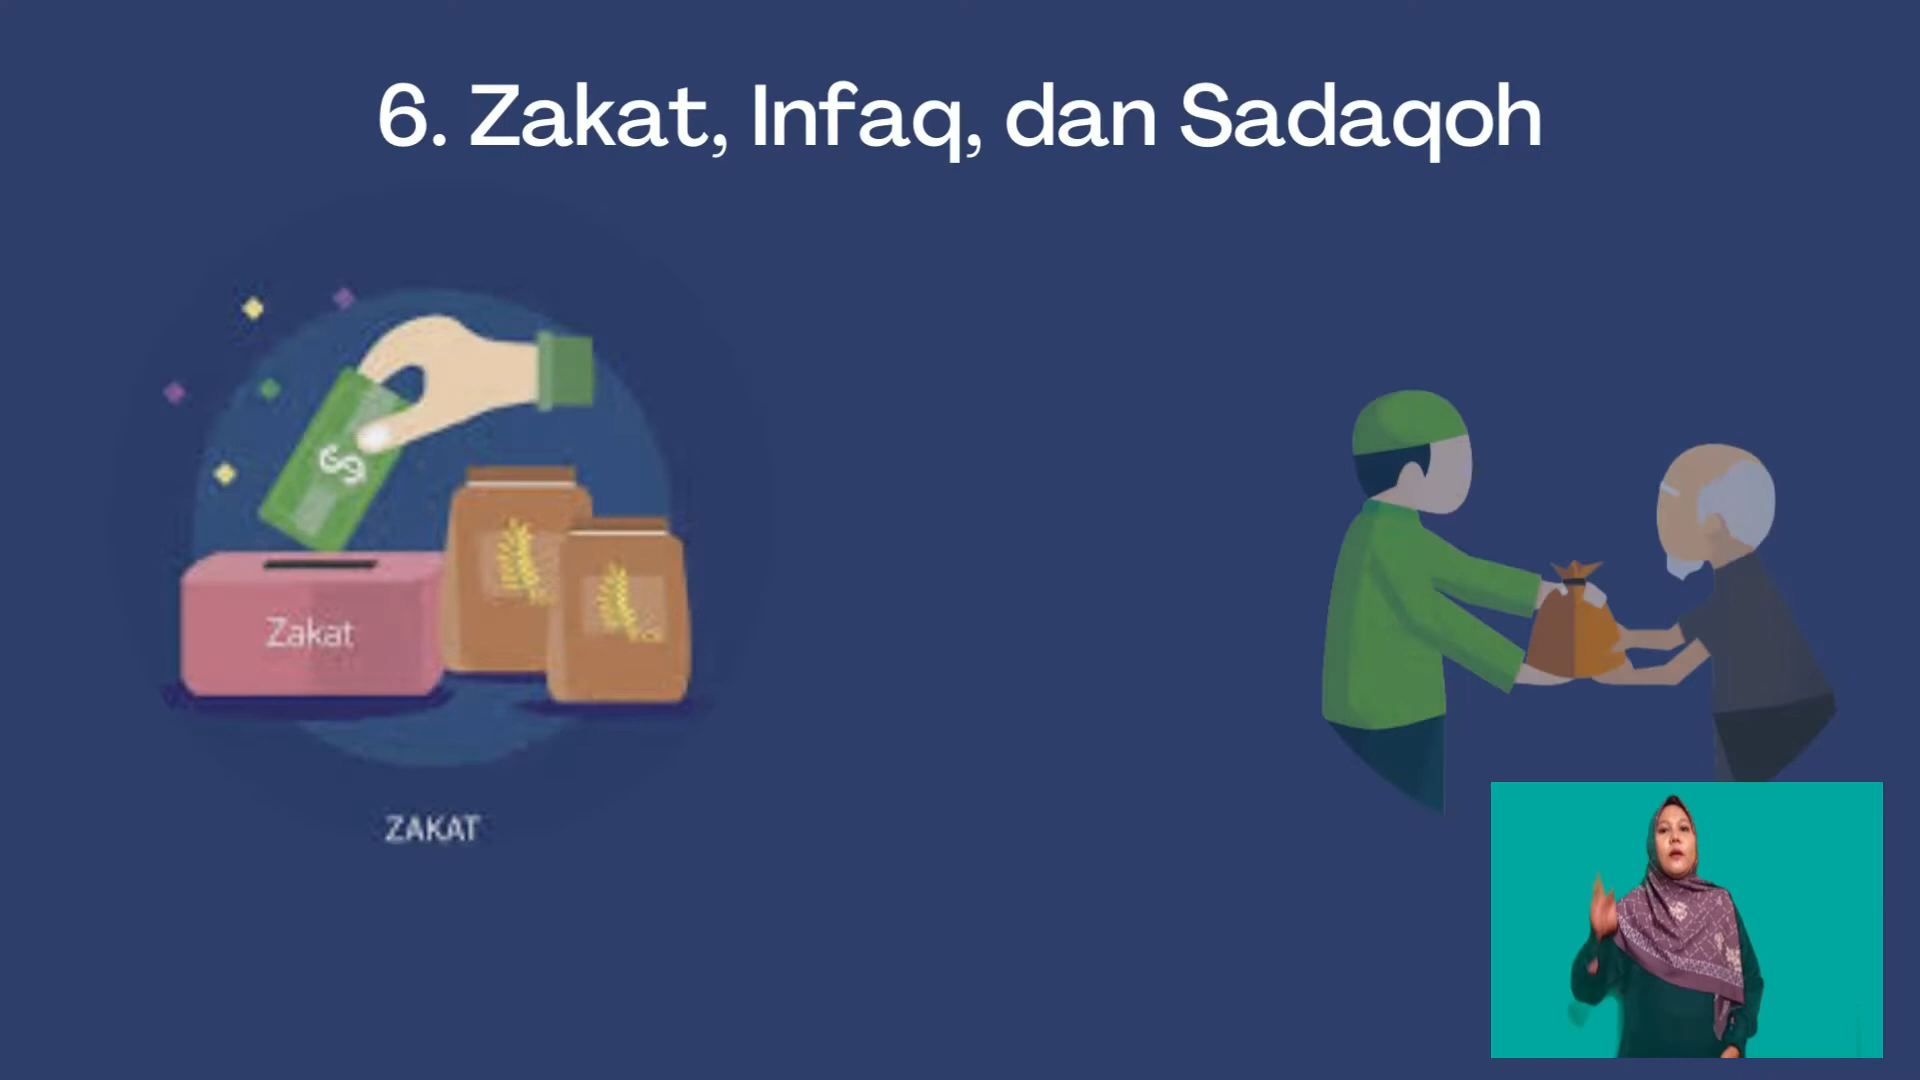 6. Zakat, Infaq, dan Sadaqoh
$
Zakat
ZAKAT